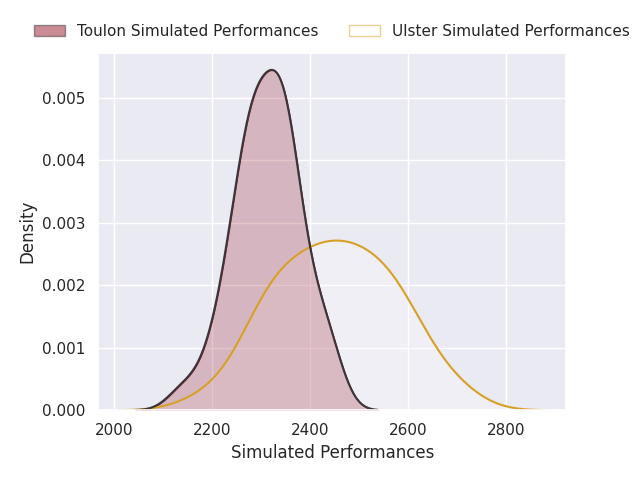 Toulon Simulated Performances
Ulster Simulated Performances
Density
0.005
0.004
0.003
0.002
0.001
0.000
2000 2200 2400 2600 2800
Simulated Performances